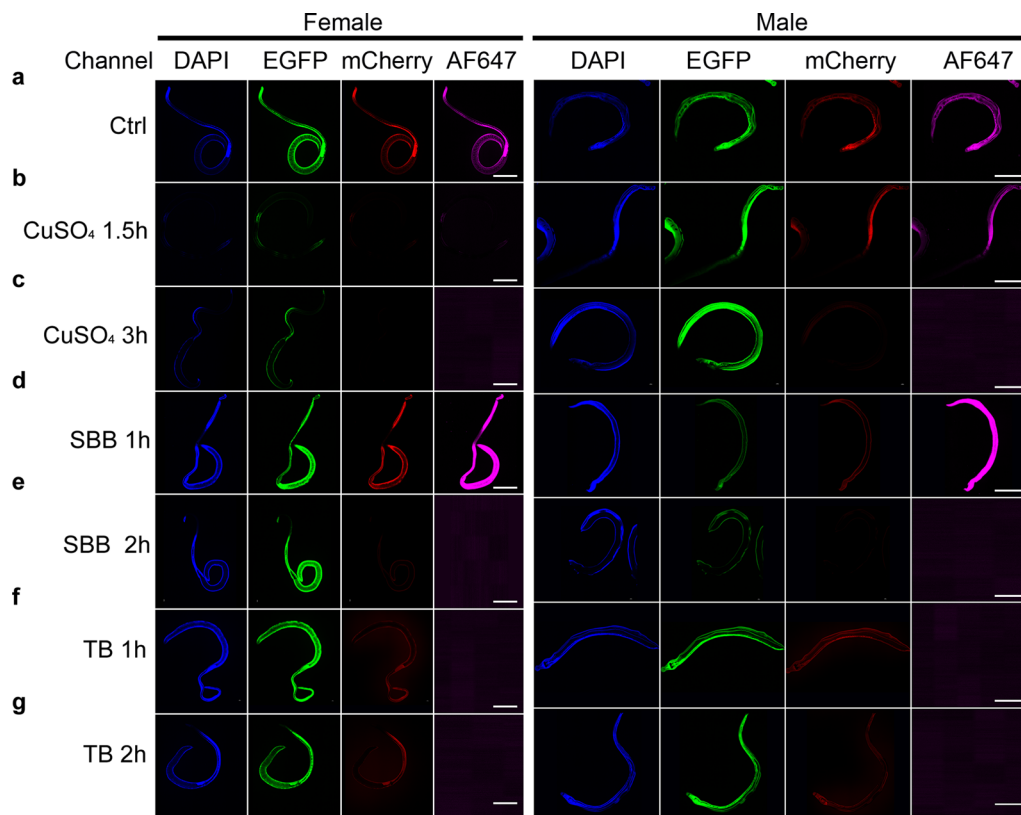 Female Male
Channel DAPI EGFP mCherry AF647 DAPI EGFP mCherry AF647
a
Ctrl
b
CuSO₄ 1.5h
c
CuSO₄ 3h
d
SBB 1h
e
SBB 2h
f
TB 1h
g
TB 2h